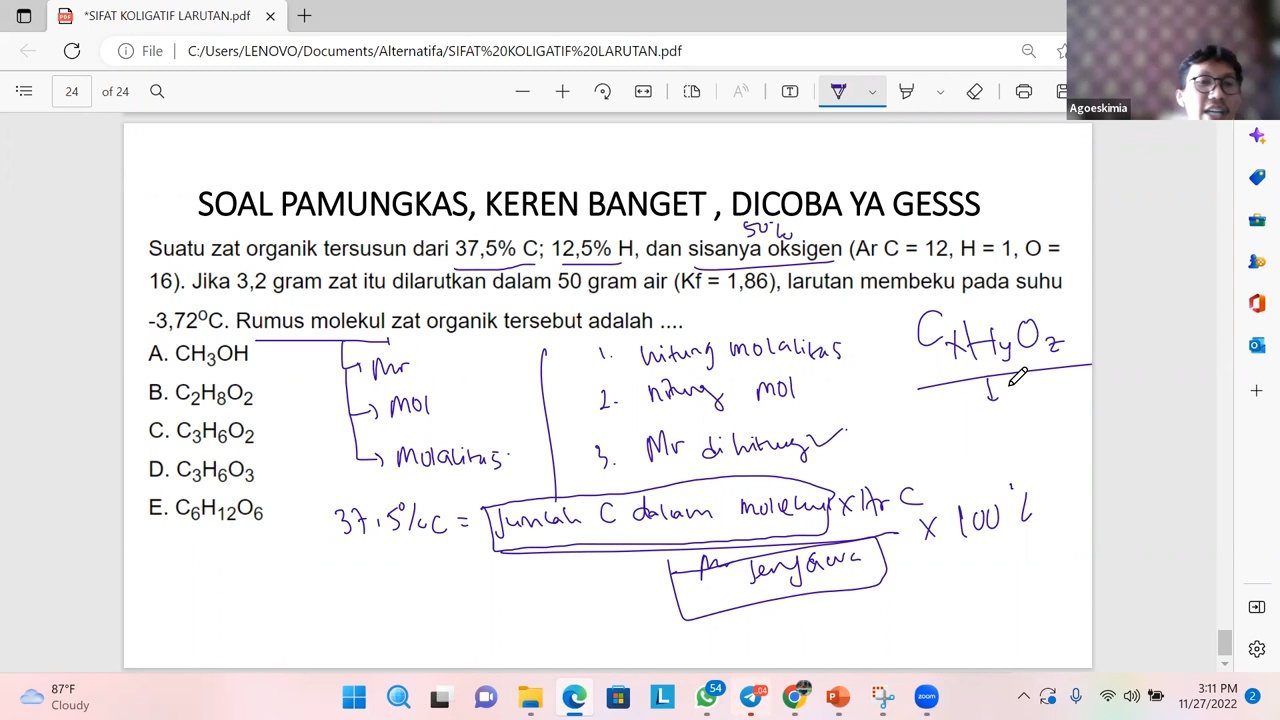 *SIFAT KOLIGATIF LARUTAN.pdf
File C:/Users/LENOVO/Documents/Alternatifa/SIFAT%20KOLIGATIF%20LARUTAN.pdf
24 of 24
Agoeskimia
SOAL PAMUNGKAS, KEREN BANGET , DICOBA YA GESSS
50%
Suatu zat organik tersusun dari 37,5% C; 12,5% H, dan sisanya oksigen (Ar C = 12, H = 1, O =
16). Jika 3,2 gram zat itu dilarutkan dalam 50 gram air (Kf = 1,86), larutan membeku pada suhu
-3,72°C. Rumus molekul zat organik tersebut adalah ....
A. CH3OH
B. C2H8O2
C. C3H6O2
D. C3H6O3
E. C6H12O6
Mr
Mol
Molalitas
1. hitung molalitas
2. hitung mol
3. Mr dihitung
CxHyOz
37,5% C = Jumlah C dalam molekul x Ar C x 100%
Mr senyawa
87°F
Cloudy
54
.04
zoom
3:11 PM
11/27/2022
2